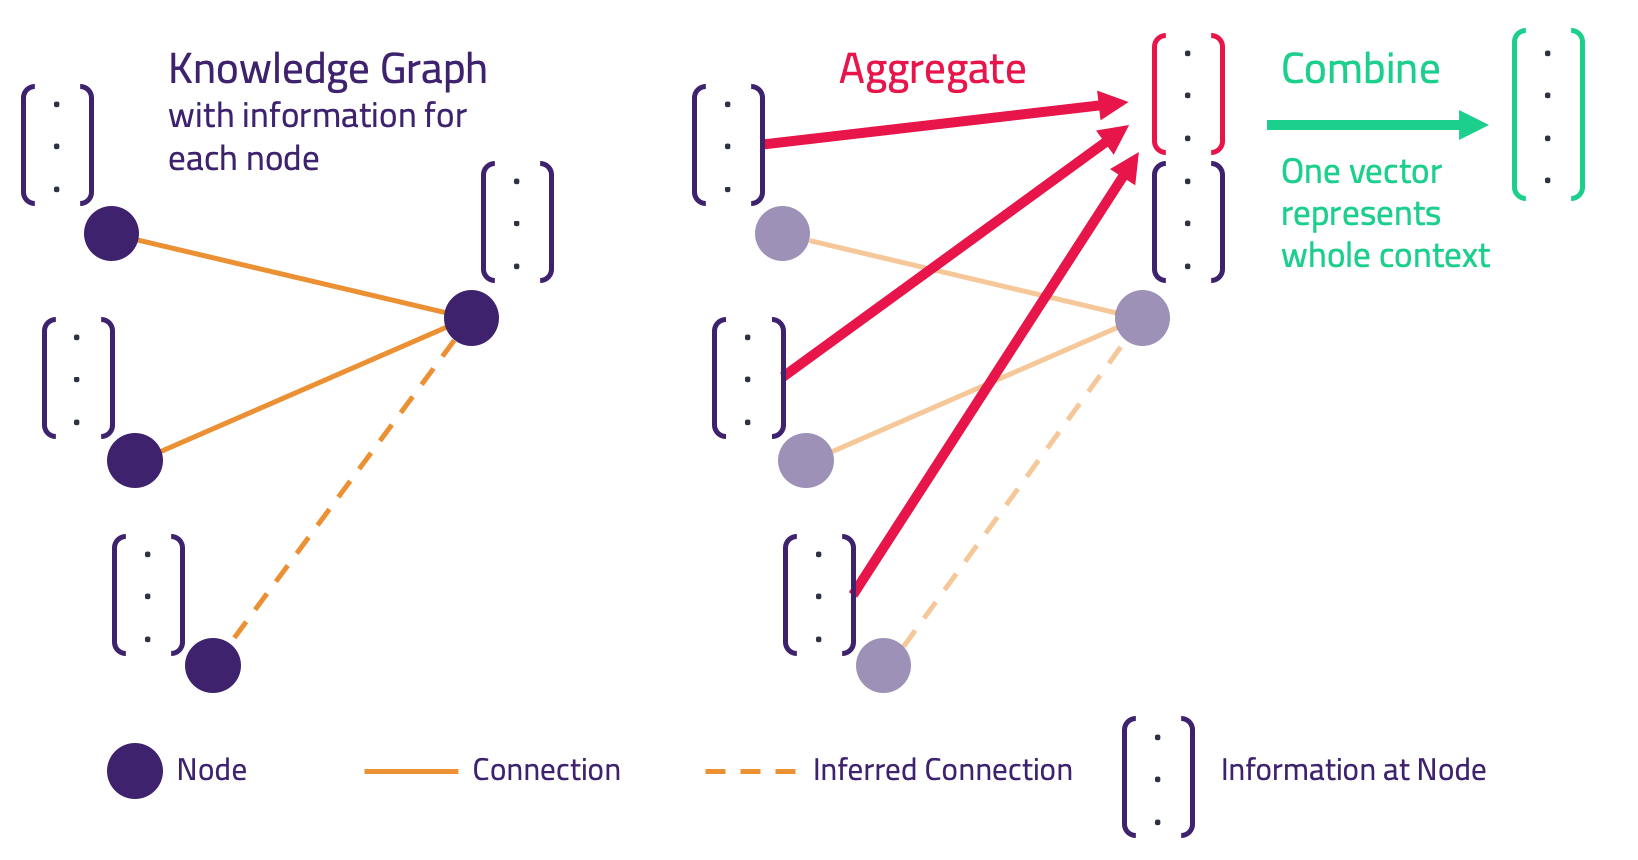 Knowledge Graph
with information for
each node
Aggregate
Combine
One vector
represents
whole context
Node
Connection
Inferred Connection
Information at Node